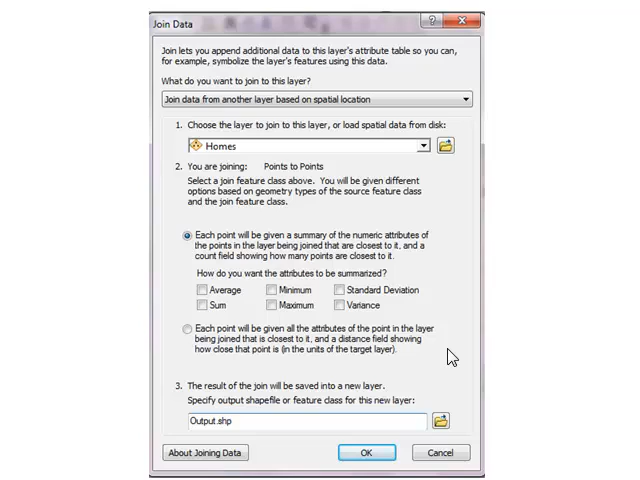 Join Data
Join lets you append additional data to this layer's attribute table so you can,
for example, symbolize the layer's features using this data.
What do you want to join to this layer?
Join data from another layer based on spatial location
1. Choose the layer to join to this layer, or load spatial data from disk:
Homes
2. You are joining: Points to Points
Select a join feature class above. You will be given different
options based on geometry types of the source feature class
and the join feature class.
Each point will be given a summary of the numeric attributes of
the points in the layer being joined that are closest to it, and a
count field showing how many points are closest to it.
How do you want the attributes to be summarized?
Average Minimum Standard Deviation
Sum Maximum Variance
Each point will be given all the attributes of the point in the layer
being joined that is closest to it, and a distance field showing
how close that point is (in the units of the target layer).
3. The result of the join will be saved into a new layer.
Specify output shapefile or feature class for this new layer:
Output.shp
About Joining Data OK Cancel